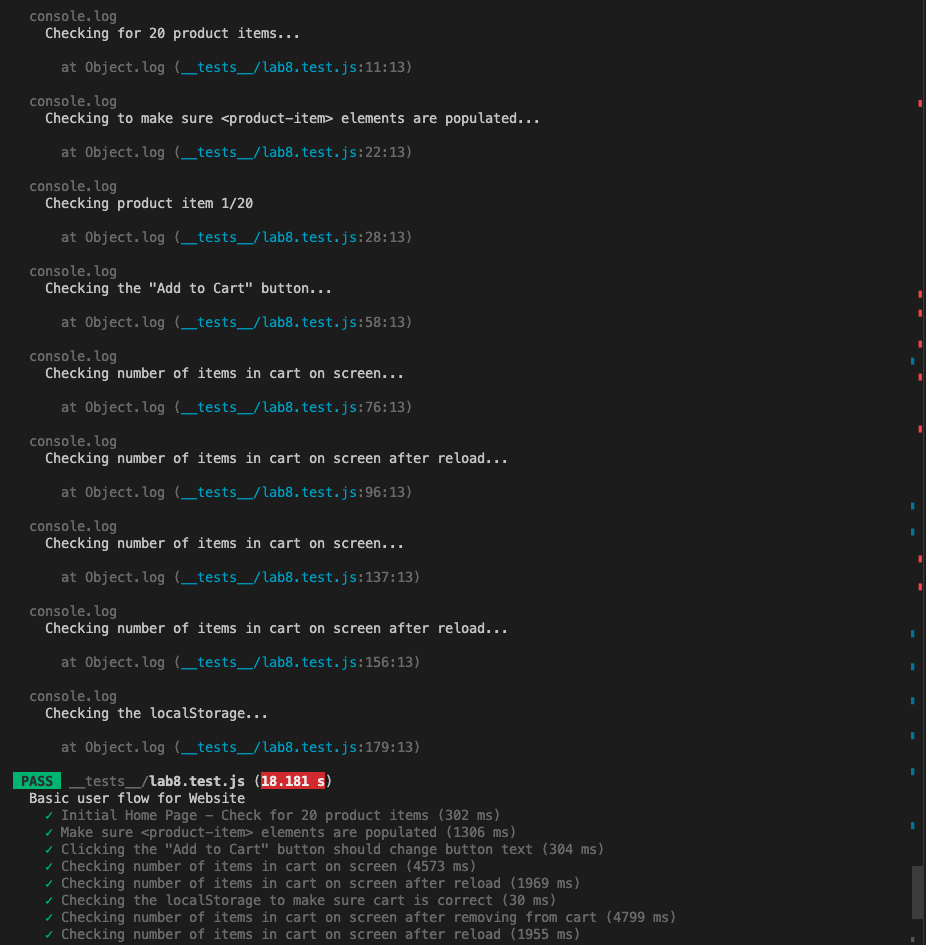 console.log
Checking for 20 product items...
at Object.log (__tests__/lab8.test.js:11:13)
console.log
Checking to make sure <product-item> elements are populated...
at Object.log (__tests__/lab8.test.js:22:13)
console.log
Checking product item 1/20
at Object.log (__tests__/lab8.test.js:28:13)
console.log
Checking the "Add to Cart" button...
at Object.log (__tests__/lab8.test.js:58:13)
console.log
Checking number of items in cart on screen...
at Object.log (__tests__/lab8.test.js:76:13)
console.log
Checking number of items in cart on screen after reload...
at Object.log (__tests__/lab8.test.js:96:13)
console.log
Checking number of items in cart on screen...
at Object.log (__tests__/lab8.test.js:137:13)
console.log
Checking number of items in cart on screen after reload...
at Object.log (__tests__/lab8.test.js:156:13)
console.log
Checking the localStorage...
at Object.log (__tests__/lab8.test.js:179:13)
PASS __tests__/lab8.test.js (18.181 s)
Basic user flow for Website
✓ Initial Home Page – Check for 20 product items (302 ms)
✓ Make sure <product-item> elements are populated (1306 ms)
✓ Clicking the "Add to Cart" button should change button text (304 ms)
✓ Checking number of items in cart on screen (4573 ms)
✓ Checking number of items in cart on screen after reload (1969 ms)
✓ Checking the localStorage to make sure cart is correct (30 ms)
✓ Checking number of items in cart on screen after removing from cart (4799 ms)
✓ Checking number of items in cart on screen after reload (1955 ms)